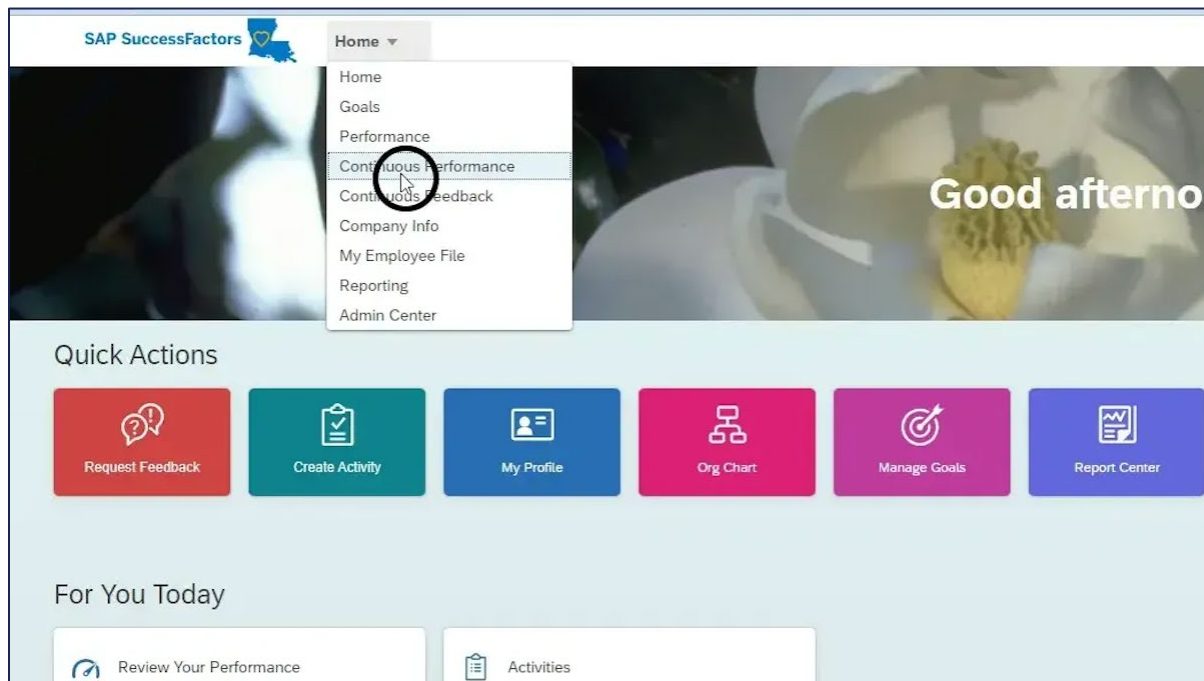 SAP SuccessFactors
Home
Home
Goals
Performance
Continuous Performance
Continuous Feedback
Company Info
My Employee File
Reporting
Admin Center
Good afterno
Quick Actions
Request Feedback
Create Activity
My Profile
Org Chart
Manage Goals
Report Center
For You Today
Review Your Performance
Activities